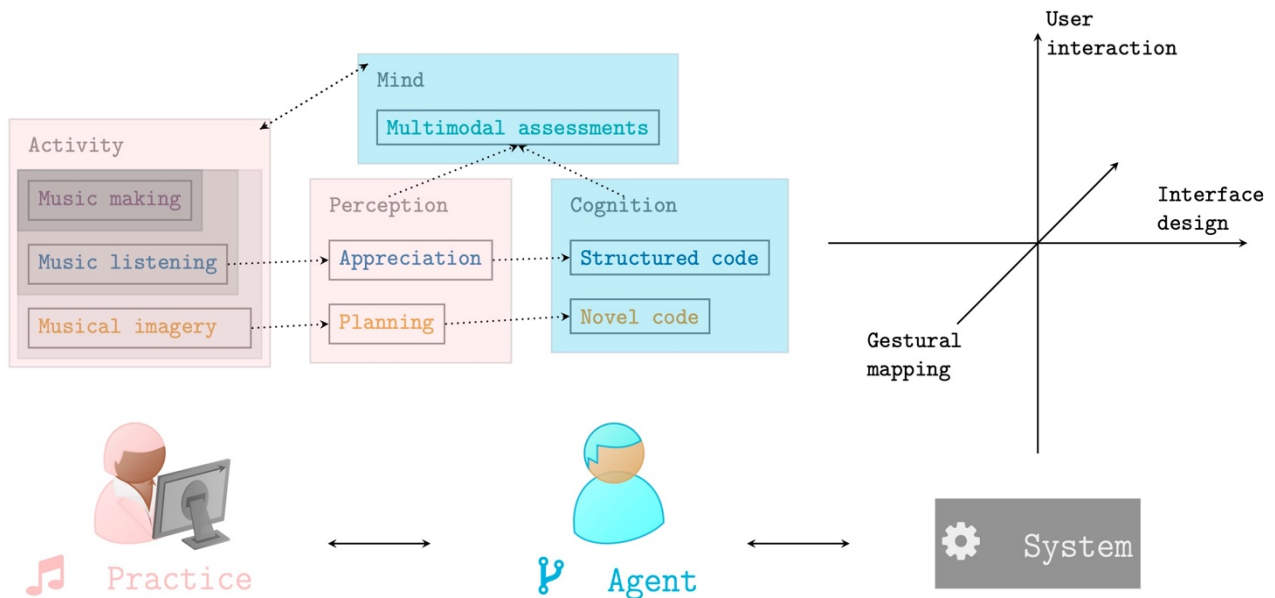 User
interaction
Mind
Multimodal assessments
Activity
Music making
Music listening
Musical imagery
Perception
Appreciation
Planning
Cognition
Structured code
Novel code
Interface
design
Gestural
mapping
Practice
Agent
System